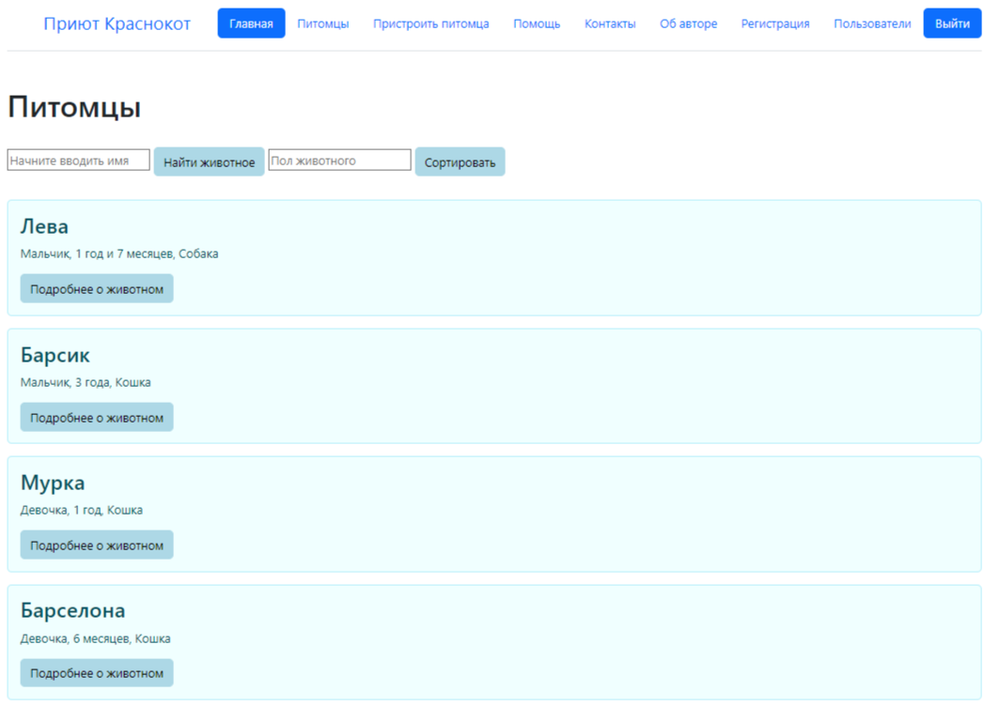 Приют Краснокот Главная Питомцы Пристроить питомца Помощь Контакты Об авторе Регистрация Пользователи Выйти
Питомцы
Начните вводить имя Найти животное Пол животного Сортировать
Лева
Мальчик, 1 год и 7 месяцев, Собака
Подробнее о животном
Барсик
Мальчик, 3 года, Кошка
Подробнее о животном
Мурка
Девочка, 1 год, Кошка
Подробнее о животном
Барселона
Девочка, 6 месяцев, Кошка
Подробнее о животном